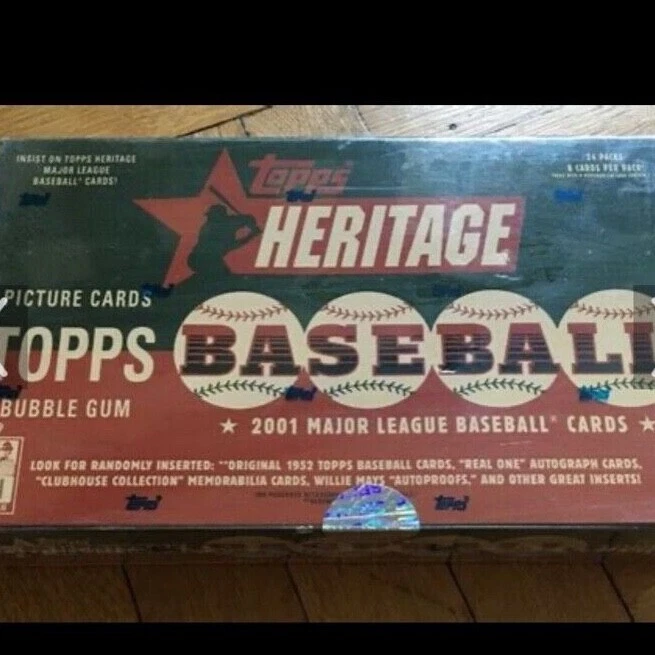 INSIST ON TOPPS HERITAGE
MAJOR LEAGUE
BASEBALL® CARDS!
Topps
24 PACKS
8 CARDS PER PACK!
HERITAGE
PICTURE CARDS
TOPPS
BASEBALL
BUBBLE GUM
★ 2001 MAJOR LEAGUE BASEBALL® CARDS ★
LOOK FOR RANDOMLY INSERTED: **ORIGINAL 1952 TOPPS BASEBALL CARDS, "REAL ONE" AUTOGRAPH CARDS,
"CLUBHOUSE COLLECTION" MEMORABILIA CARDS, WILLIE MAYS "AUTOPROOFS," AND OTHER GREAT INSERTS!
Topps
Topps